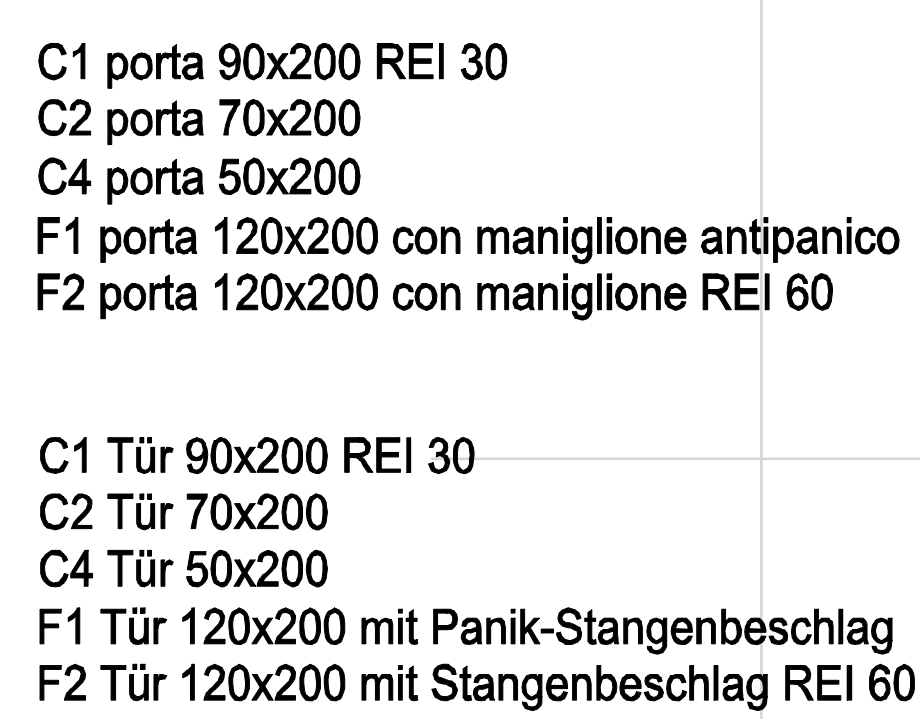 C1 porta 90x200 REI 30
C2 porta 70x200
C4 porta 50x200
F1 porta 120x200 con maniglione antipanico
F2 porta 120x200 con maniglione REI 60
C1 Tür 90x200 REI 30
C2 Tür 70x200
C4 Tür 50x200
F1 Tür 120x200 mit Panik-Stangenbeschlag
F2 Tür 120x200 mit Stangenbeschlag REI 60